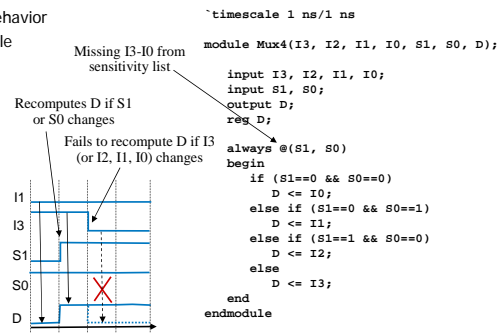 ehavior
le
Missing I3-I0 from
sensitivity list
Recomputes D if S1
or S0 changes
Fails to recompute D if I3
(or I2, I1, I0) changes
I1
I3
S1
S0
D
`timescale 1 ns/1 ns
module Mux4(I3, I2, I1, I0, S1, S0, D);
input I3, I2, I1, I0;
input S1, S0;
output D;
reg D;
always @(S1, S0)
begin
if (S1==0 && S0==0)
D <= I0;
else if (S1==0 && S0==1)
D <= I1;
else if (S1==1 && S0==0)
D <= I2;
else
D <= I3;
end
endmodule